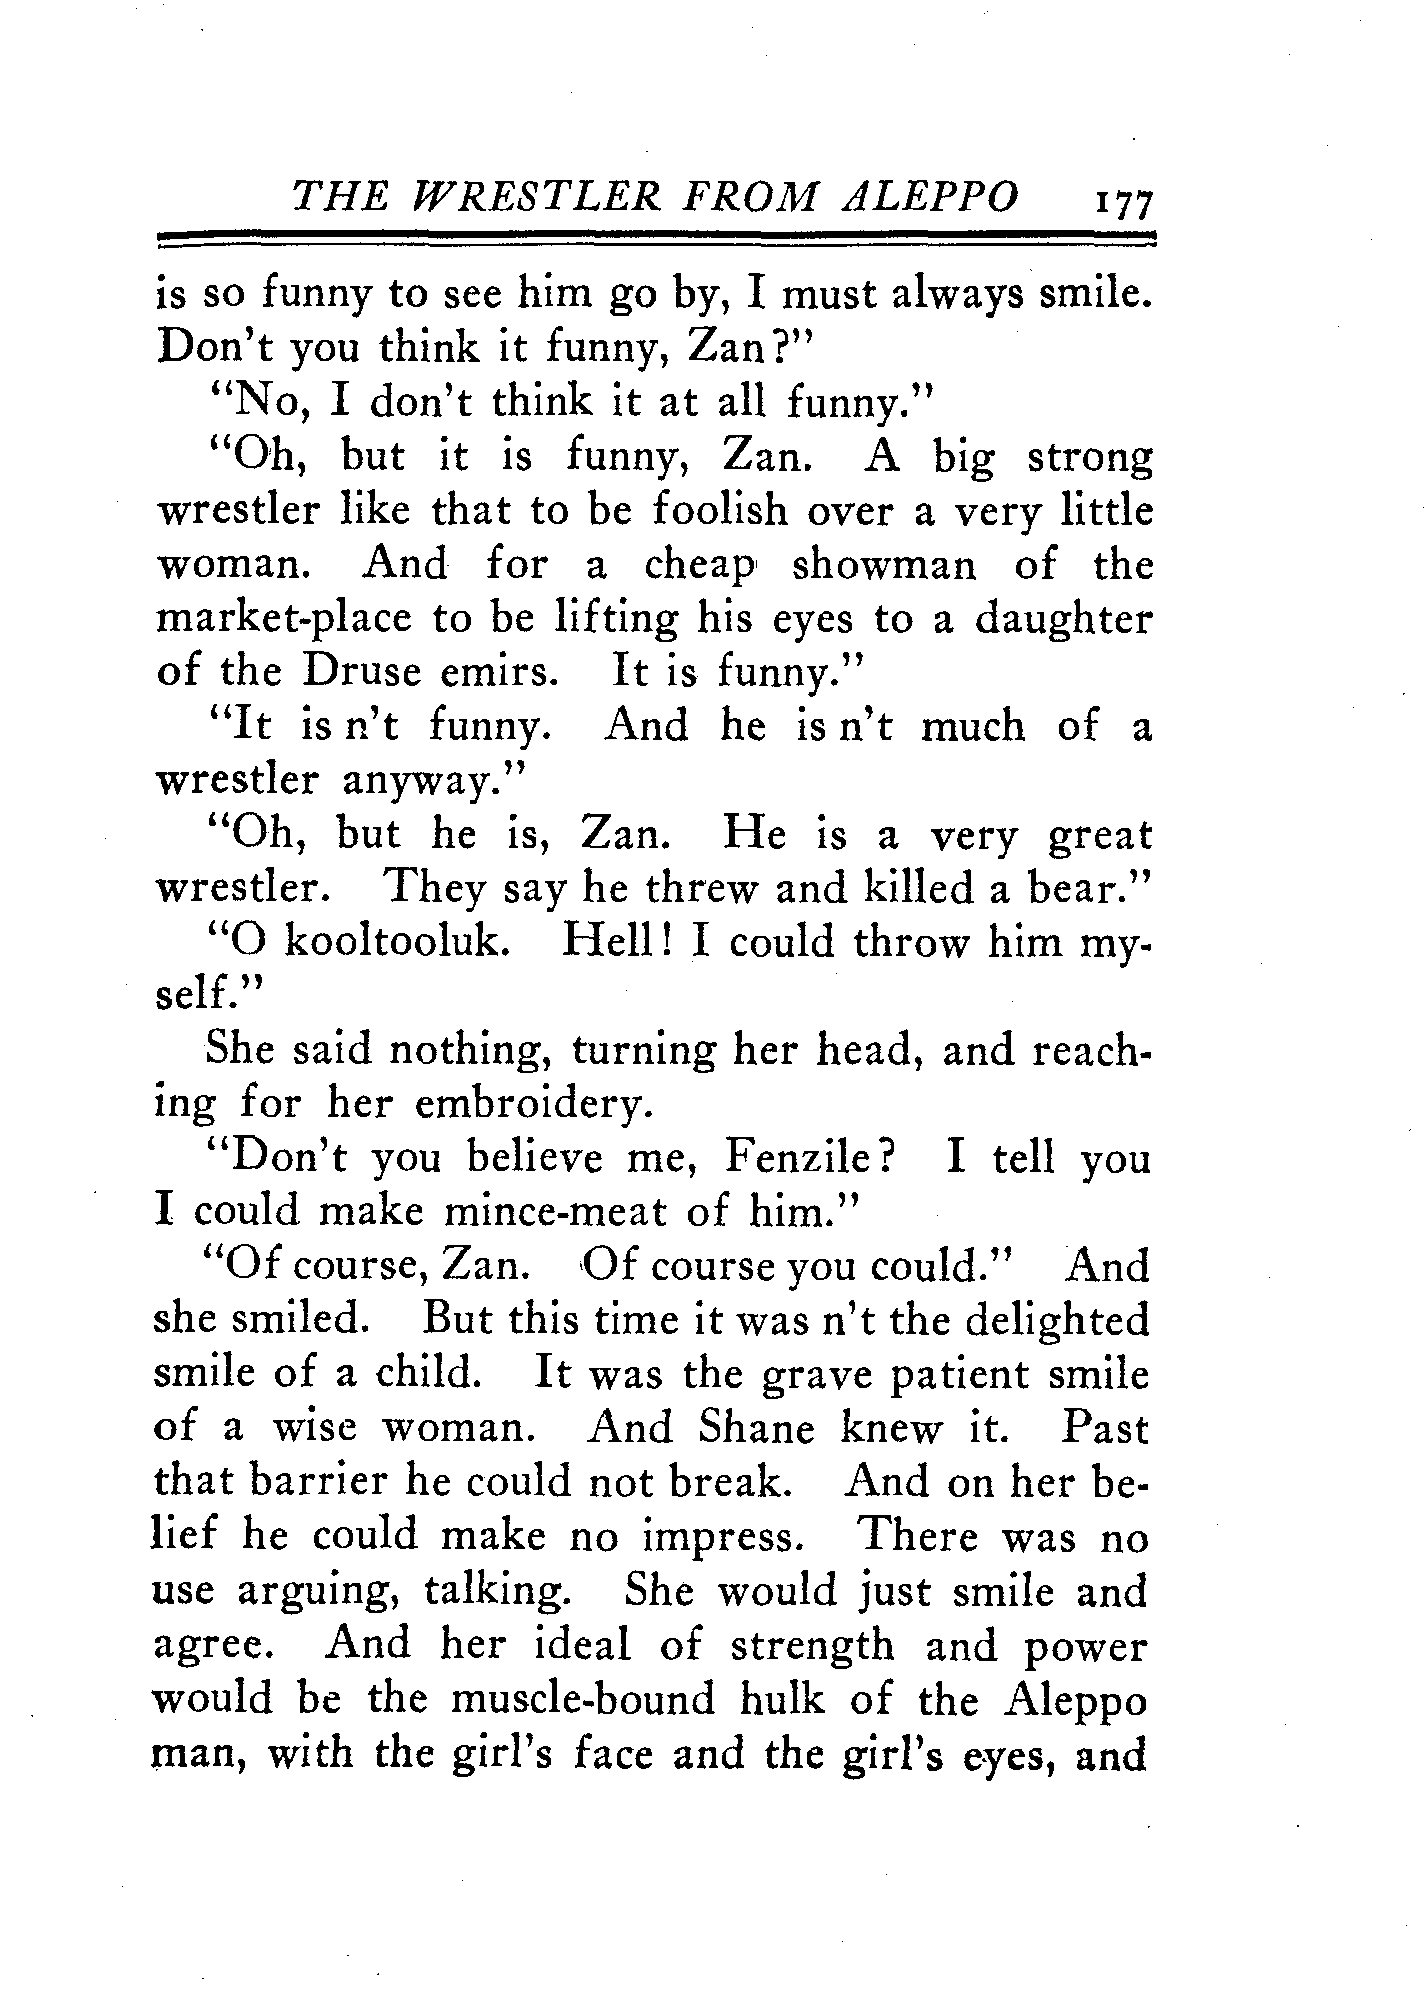 THE WRESTLER FROM ALEPPO 177
is so funny to see him go by, I must always smile.
Don't you think it funny, Zan?"
"No, I don't think it at all funny."
"Oh, but it is funny, Zan. A big strong
wrestler like that to be foolish over a very little
woman. And for a cheap showman of the
market-place to be lifting his eyes to a daughter
of the Druse emirs. It is funny."
"It is n't funny. And he is n't much of a
wrestler anyway."
"Oh, but he is, Zan. He is a very great
wrestler. They say he threw and killed a bear."
"O kooltooluk. Hell! I could throw him my-
self."
She said nothing, turning her head, and reach-
ing for her embroidery.
"Don't you believe me, Fenzile? I tell you
I could make mince-meat of him."
"Of course, Zan. Of course you could." And
she smiled. But this time it was n't the delighted
smile of a child. It was the grave patient smile
of a wise woman. And Shane knew it. Past
that barrier he could not break. And on her be-
lief he could make no impress. There was no
use arguing, talking. She would just smile and
agree. And her ideal of strength and power
would be the muscle-bound hulk of the Aleppo
man, with the girl's face and the girl's eyes, and